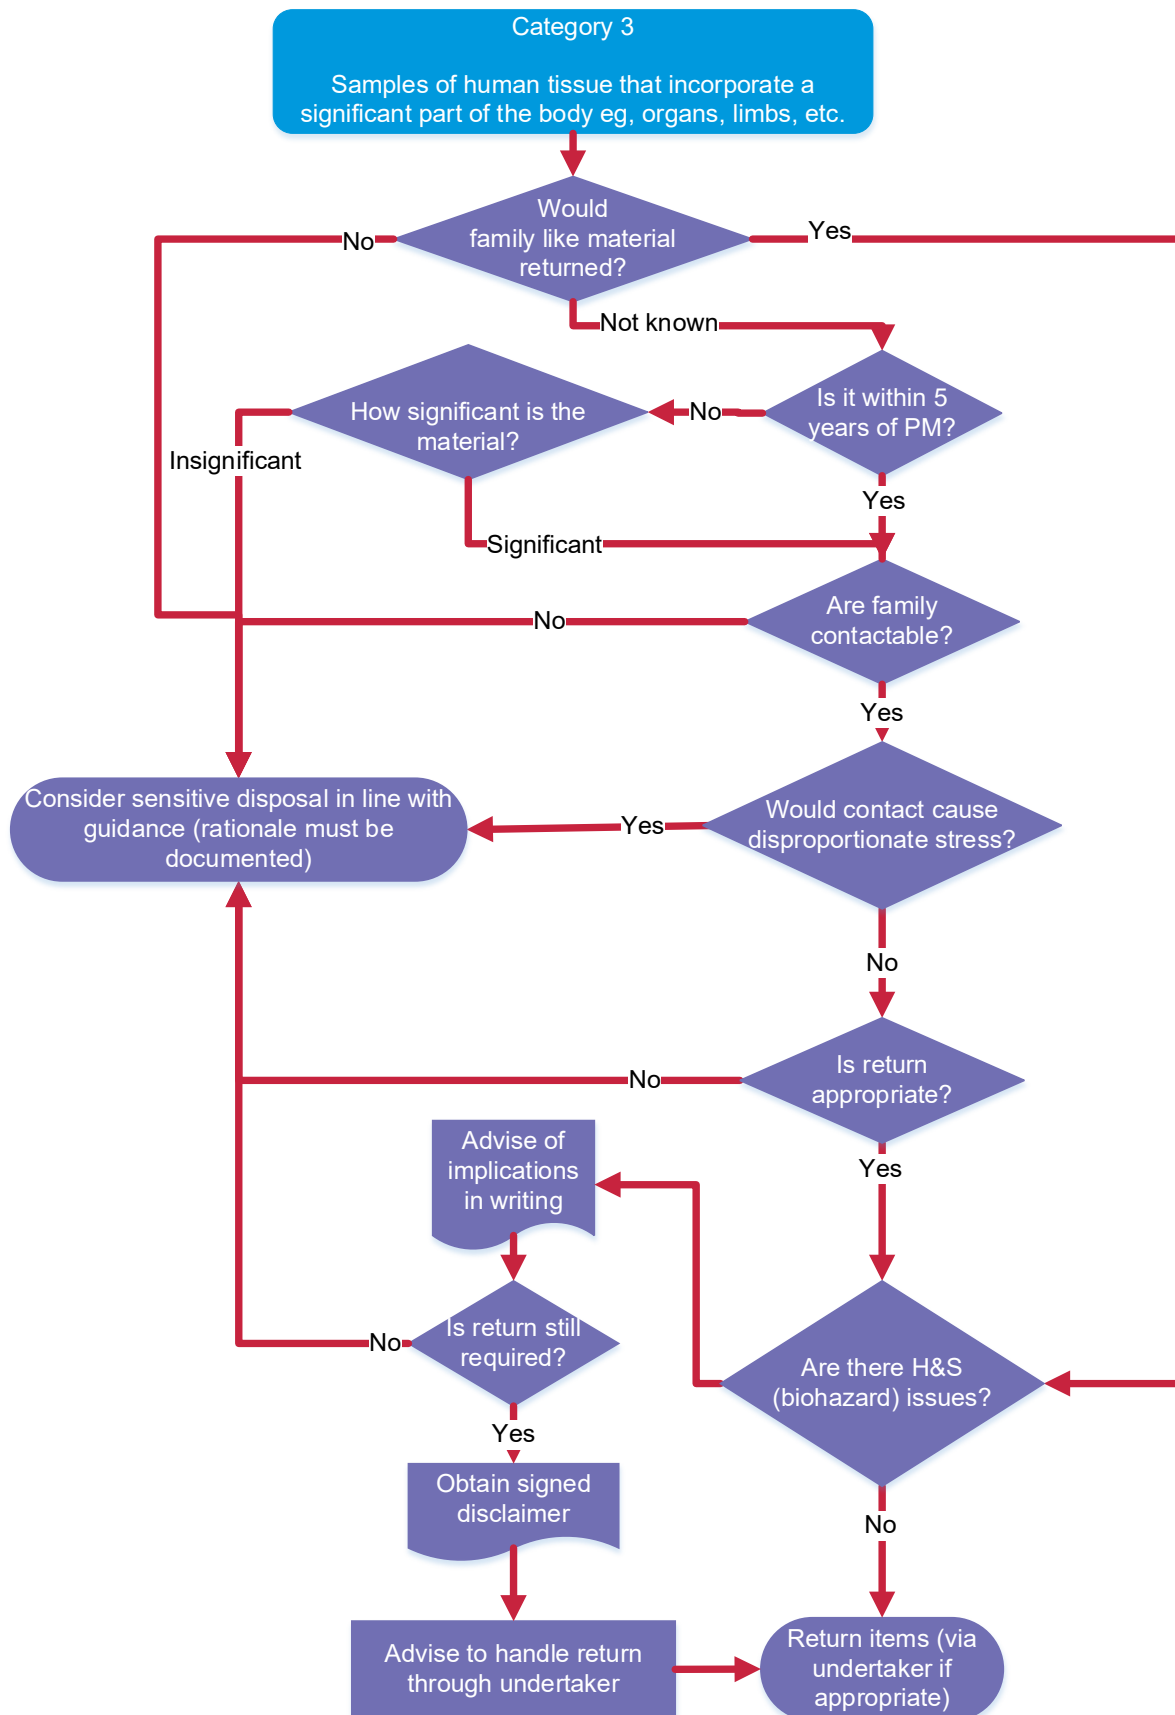 Category 3
Samples of human tissue that incorporate a
significant part of the body eg, organs, limbs, etc.
Would
family like material
returned?
No
Yes
Not known
Is it within 5
years of PM?
No
How significant is the
material?
Insignificant
Yes
Significant
Are family
contactable?
No
Yes
Would contact cause
disproportionate stress?
Yes
Consider sensitive disposal in line with
guidance (rationale must be
documented)
No
Is return
appropriate?
No
Yes
Advise of
implications
in writing
Is return still
required?
No
Are there H&S
(biohazard) issues?
Yes
Obtain signed
disclaimer
No
Advise to handle return
through undertaker
Return items (via
undertaker if
appropriate)